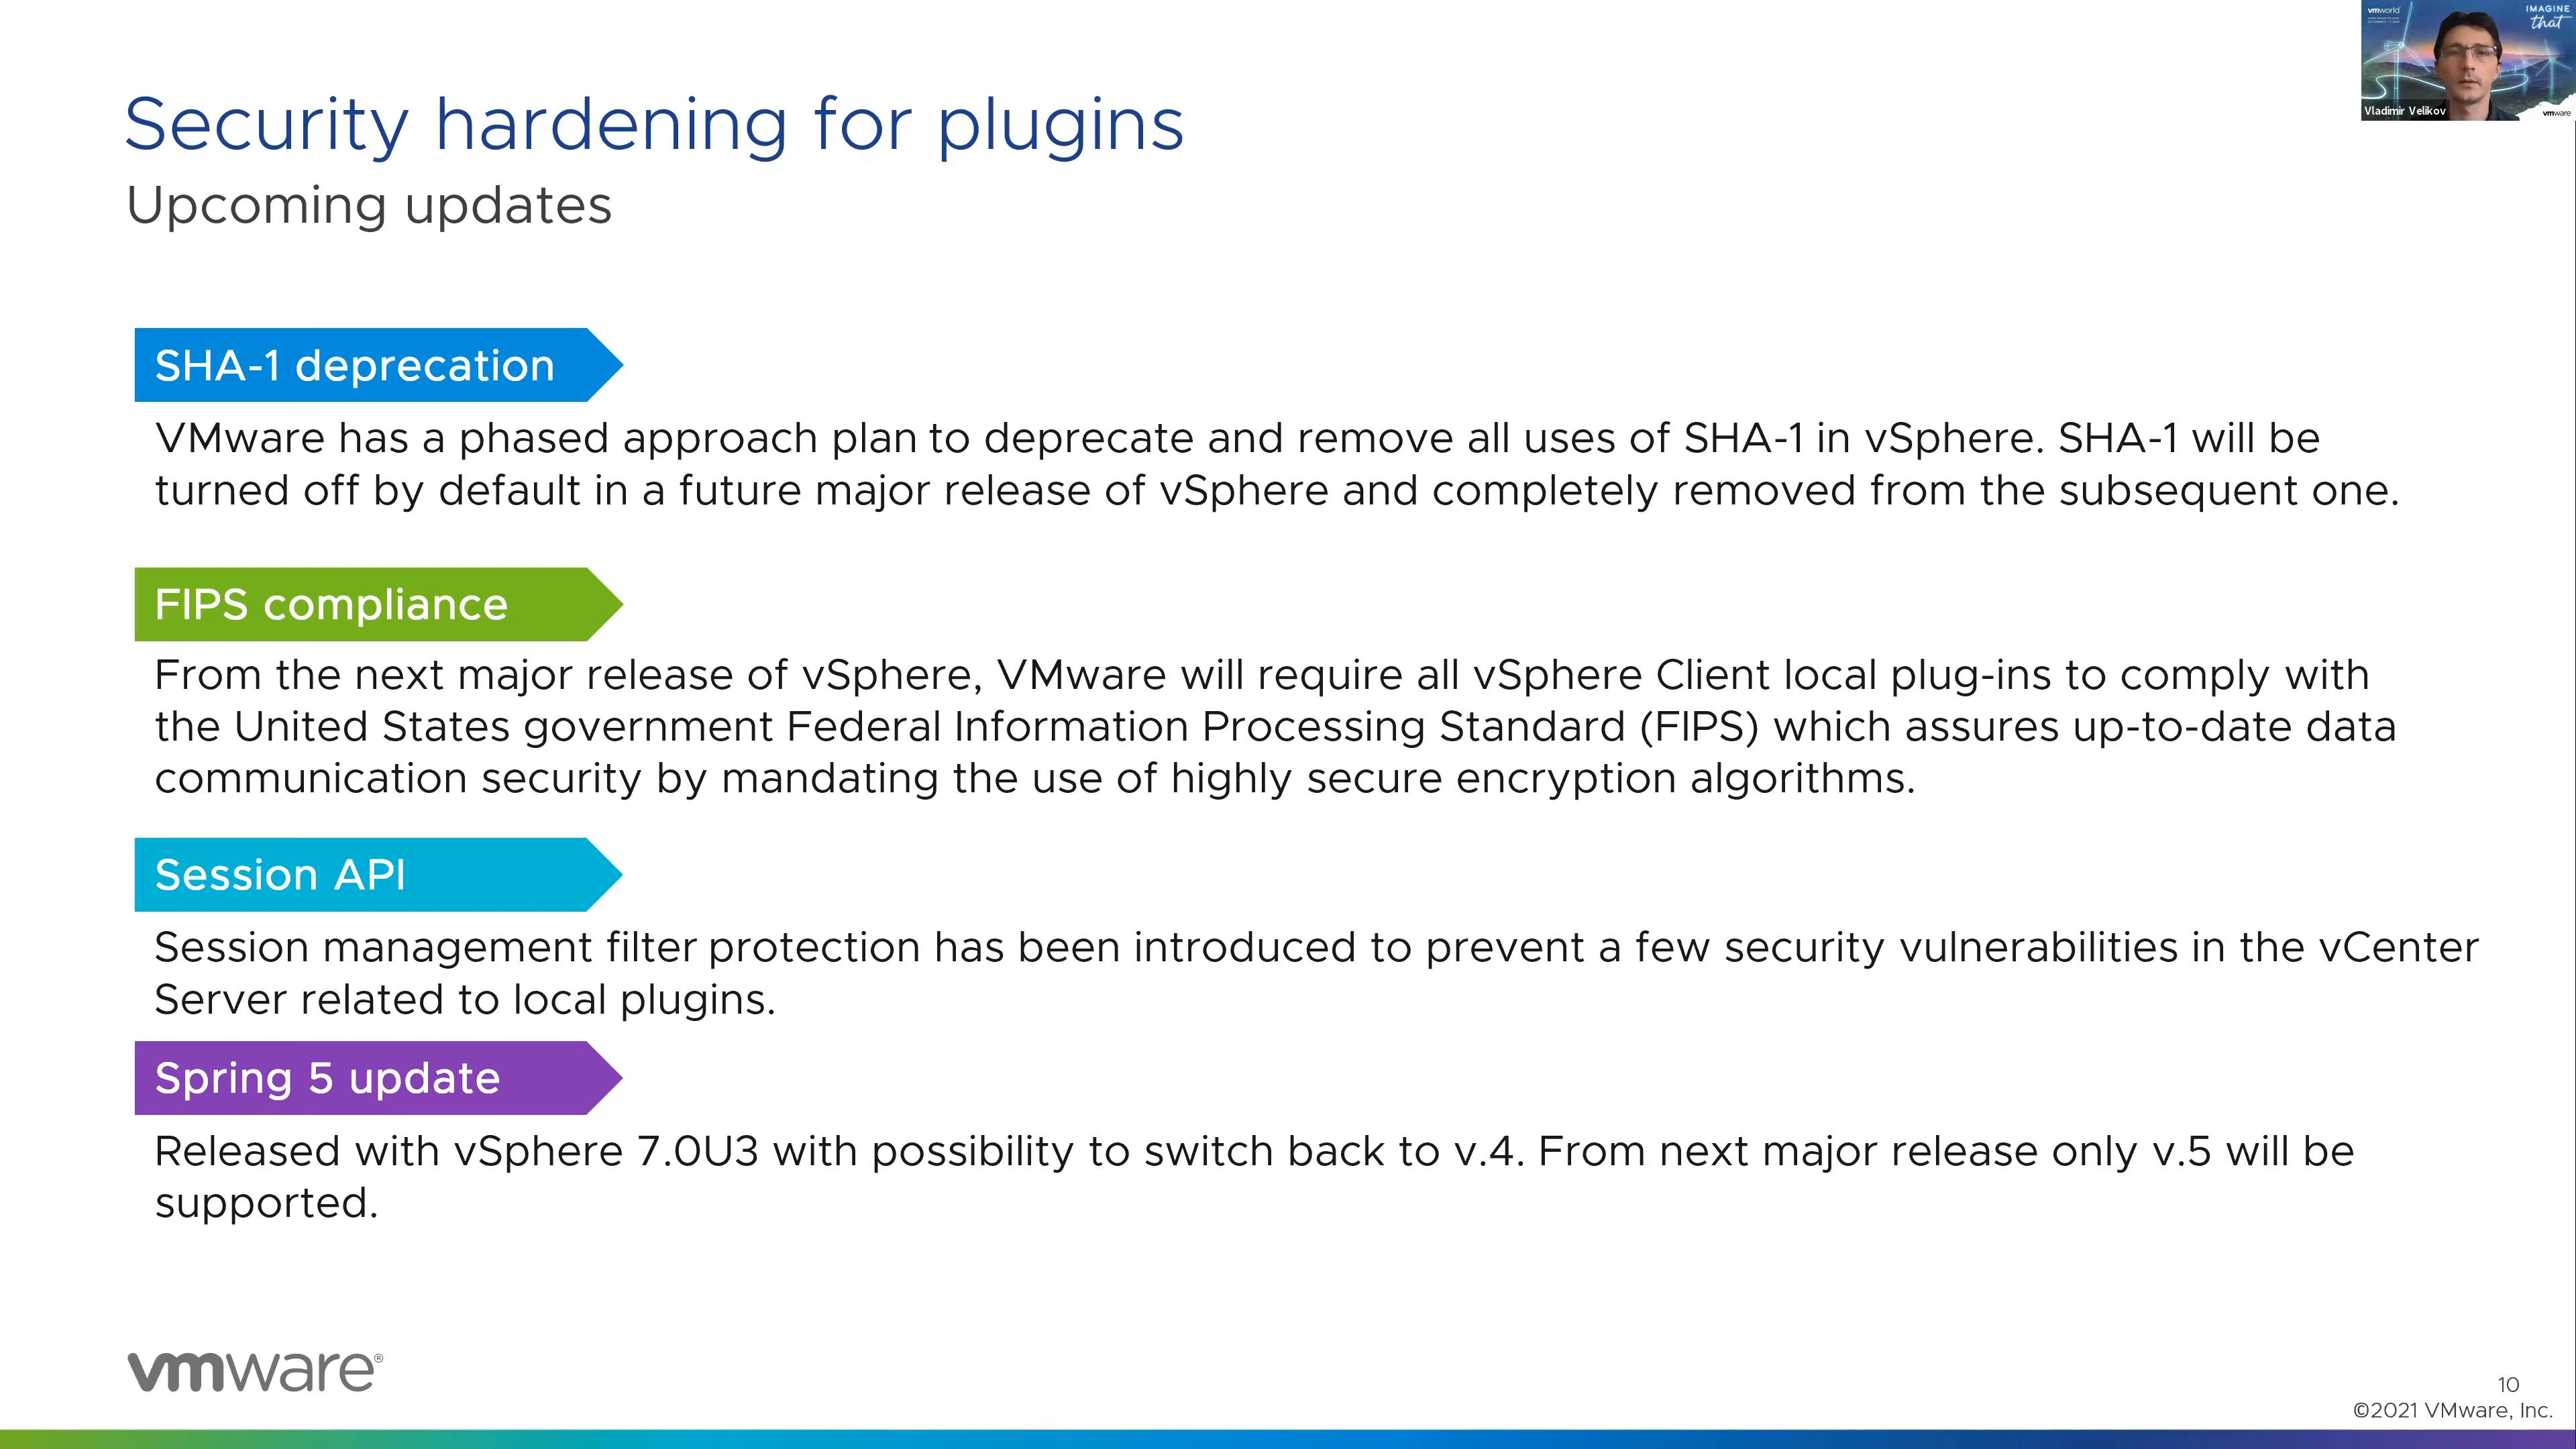 vmworld
IMAGINE
that
Vladimir Velikov
vmware
Security hardening for plugins
Upcoming updates
SHA-1 deprecation
VMware has a phased approach plan to deprecate and remove all uses of SHA-1 in vSphere. SHA-1 will be
turned off by default in a future major release of vSphere and completely removed from the subsequent one.
FIPS compliance
From the next major release of vSphere, VMware will require all vSphere Client local plug-ins to comply with
the United States government Federal Information Processing Standard (FIPS) which assures up-to-date data
communication security by mandating the use of highly secure encryption algorithms.
Session API
Session management filter protection has been introduced to prevent a few security vulnerabilities in the vCenter
Server related to local plugins.
Spring 5 update
Released with vSphere 7.0U3 with possibility to switch back to v.4. From next major release only v.5 will be
supported.
vmware®
10
©2021 VMware, Inc.